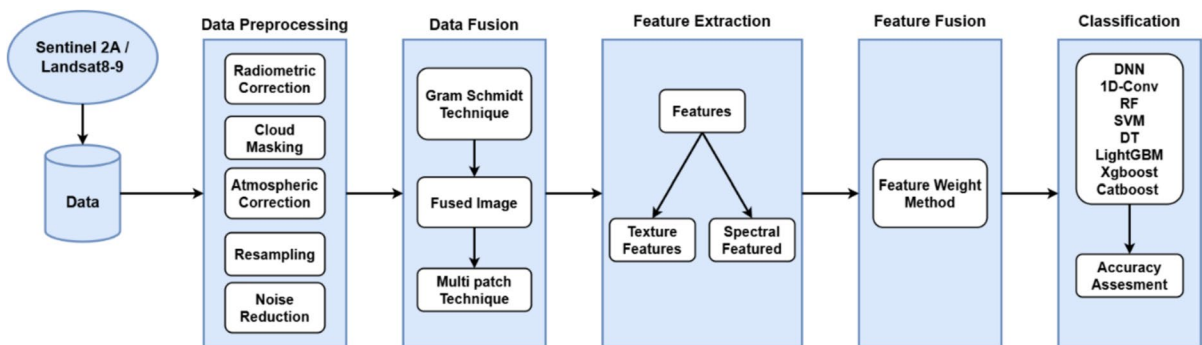 Sentinel 2A /
Landsat8-9
Data
Data Preprocessing
Radiometric
Correction
Cloud
Masking
Atmospheric
Correction
Resampling
Noise
Reduction
Data Fusion
Gram Schmidt
Technique
Fused Image
Multi patch
Technique
Feature Extraction
Features
Texture
Features
Spectral
Featured
Feature Fusion
Feature Weight
Method
Classification
DNN
1D-Conv
RF
SVM
DT
LightGBM
Xgboost
Catboost
Accuracy
Assesment